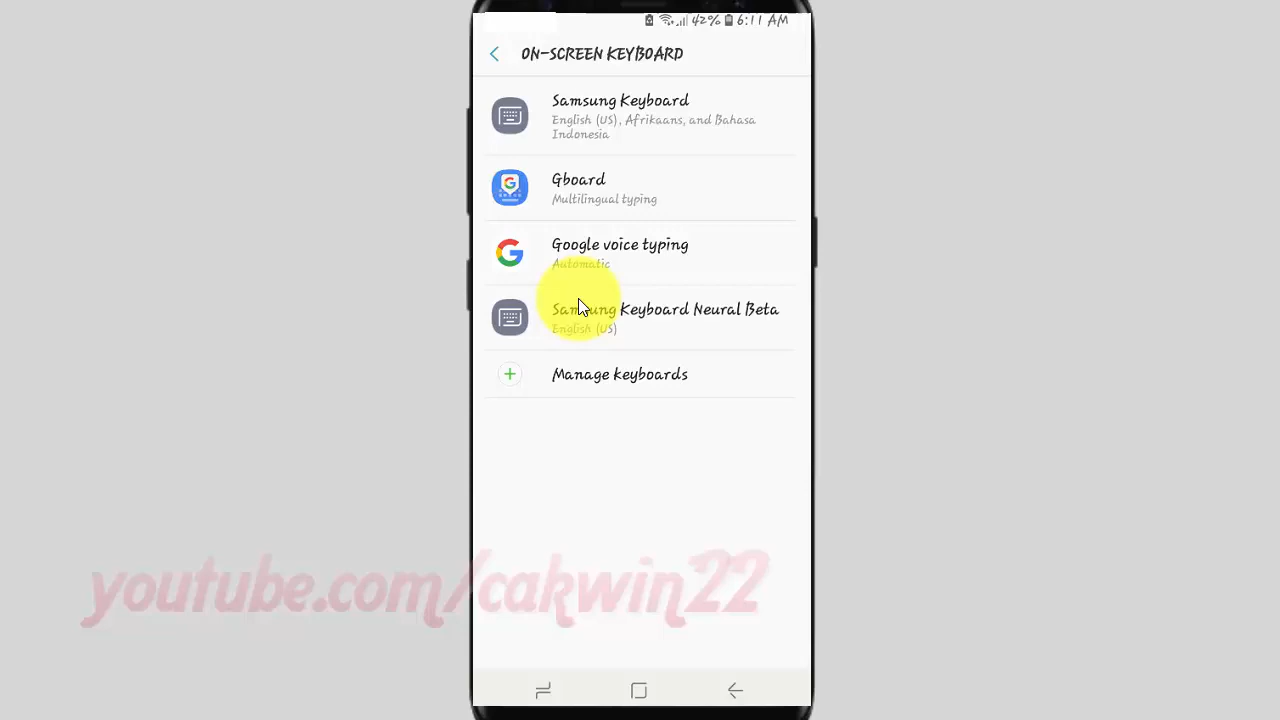 42% 6:11 AM
ON-SCREEN KEYBOARD
Samsung Keyboard
English (US), Afrikaans, and Bahasa
Indonesia
Gboard
Multilingual typing
Google voice typing
Automatic
Samsung Keyboard Neural Beta
English (US)
Manage keyboards
youtube.com/cakwin22